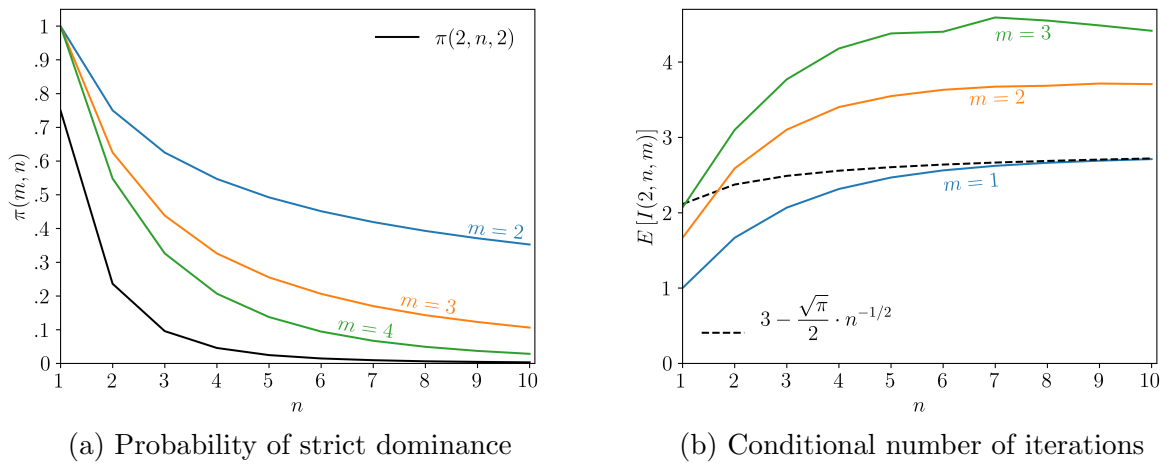 π(m, n)
1
.9
.8
.7
.6
.5
.4
.3
.2
.1
0
1 2 3 4 5 6 7 8 9 10
n
π(2, n, 2)
m = 2
m = 3
m = 4
(a) Probability of strict dominance
E [I(2, n, m)]
4
3
2
1
0
1 2 3 4 5 6 7 8 9 10
n
m = 3
m = 2
m = 1
3 − √π/2 · n^{−1/2}
(b) Conditional number of iterations